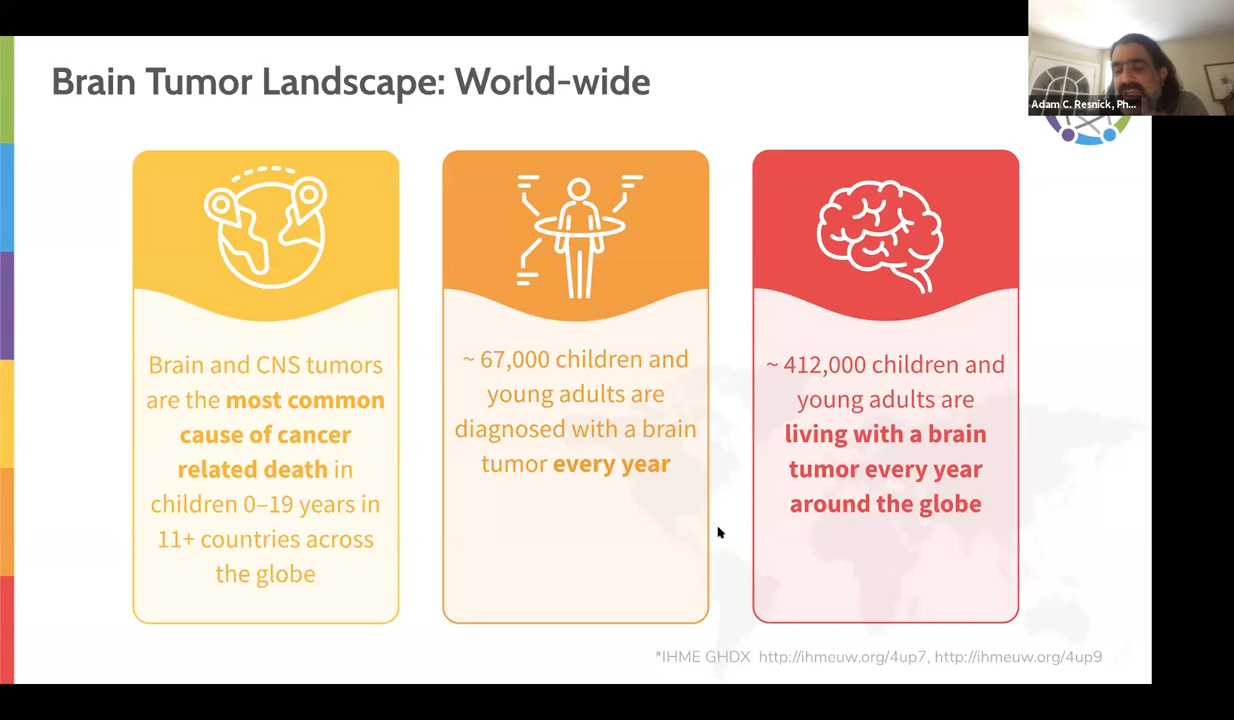 Brain Tumor Landscape: World-wide
Adam C. Resnick, Ph...
Brain and CNS tumors
are the most common
cause of cancer
related death in
children 0–19 years in
11+ countries across
the globe
~ 67,000 children and
young adults are
diagnosed with a brain
tumor every year
~ 412,000 children and
young adults are
living with a brain
tumor every year
around the globe
*IHME GHDX http://ihmeuw.org/4up7, http://ihmeuw.org/4up9